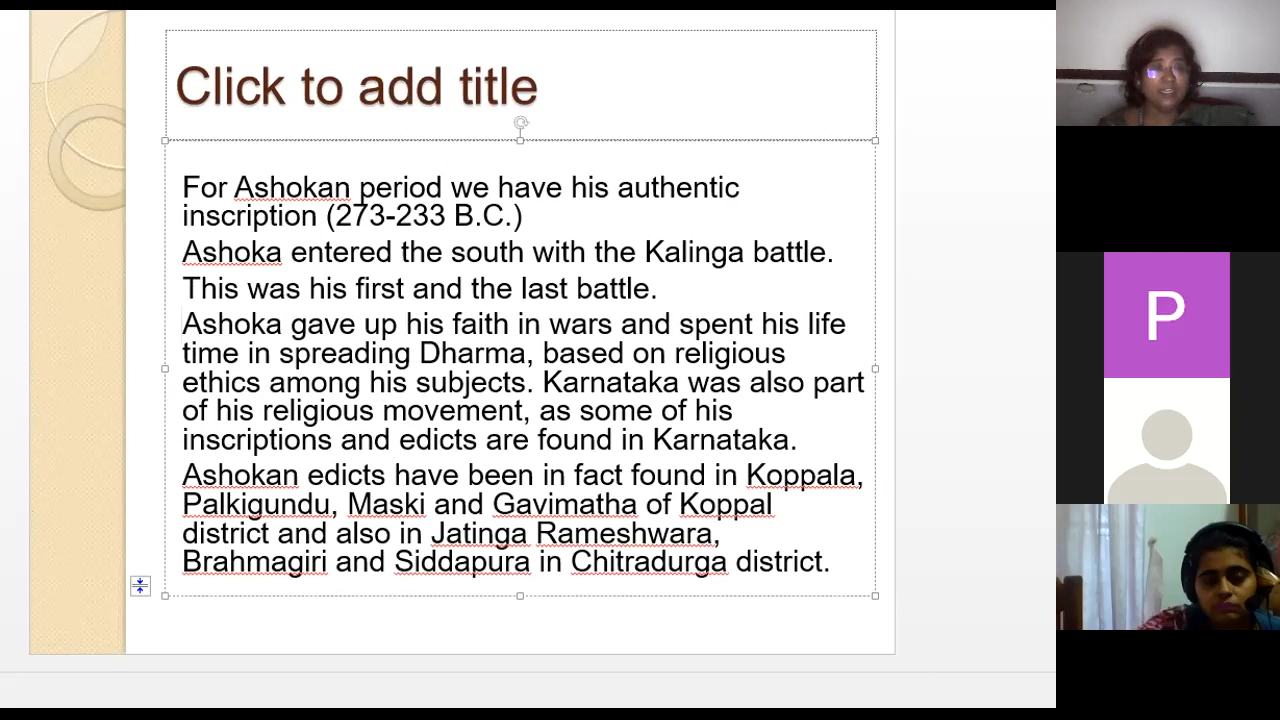 Click to add title
For Ashokan period we have his authentic
inscription (273-233 B.C.)
Ashoka entered the south with the Kalinga battle.
This was his first and the last battle.
Ashoka gave up his faith in wars and spent his life
time in spreading Dharma, based on religious
ethics among his subjects. Karnataka was also part
of his religious movement, as some of his
inscriptions and edicts are found in Karnataka.
Ashokan edicts have been in fact found in Koppala,
Palkigundu, Maski and Gavimatha of Koppal
district and also in Jatinga Rameshwara,
Brahmagiri and Siddapura in Chitradurga district.
P